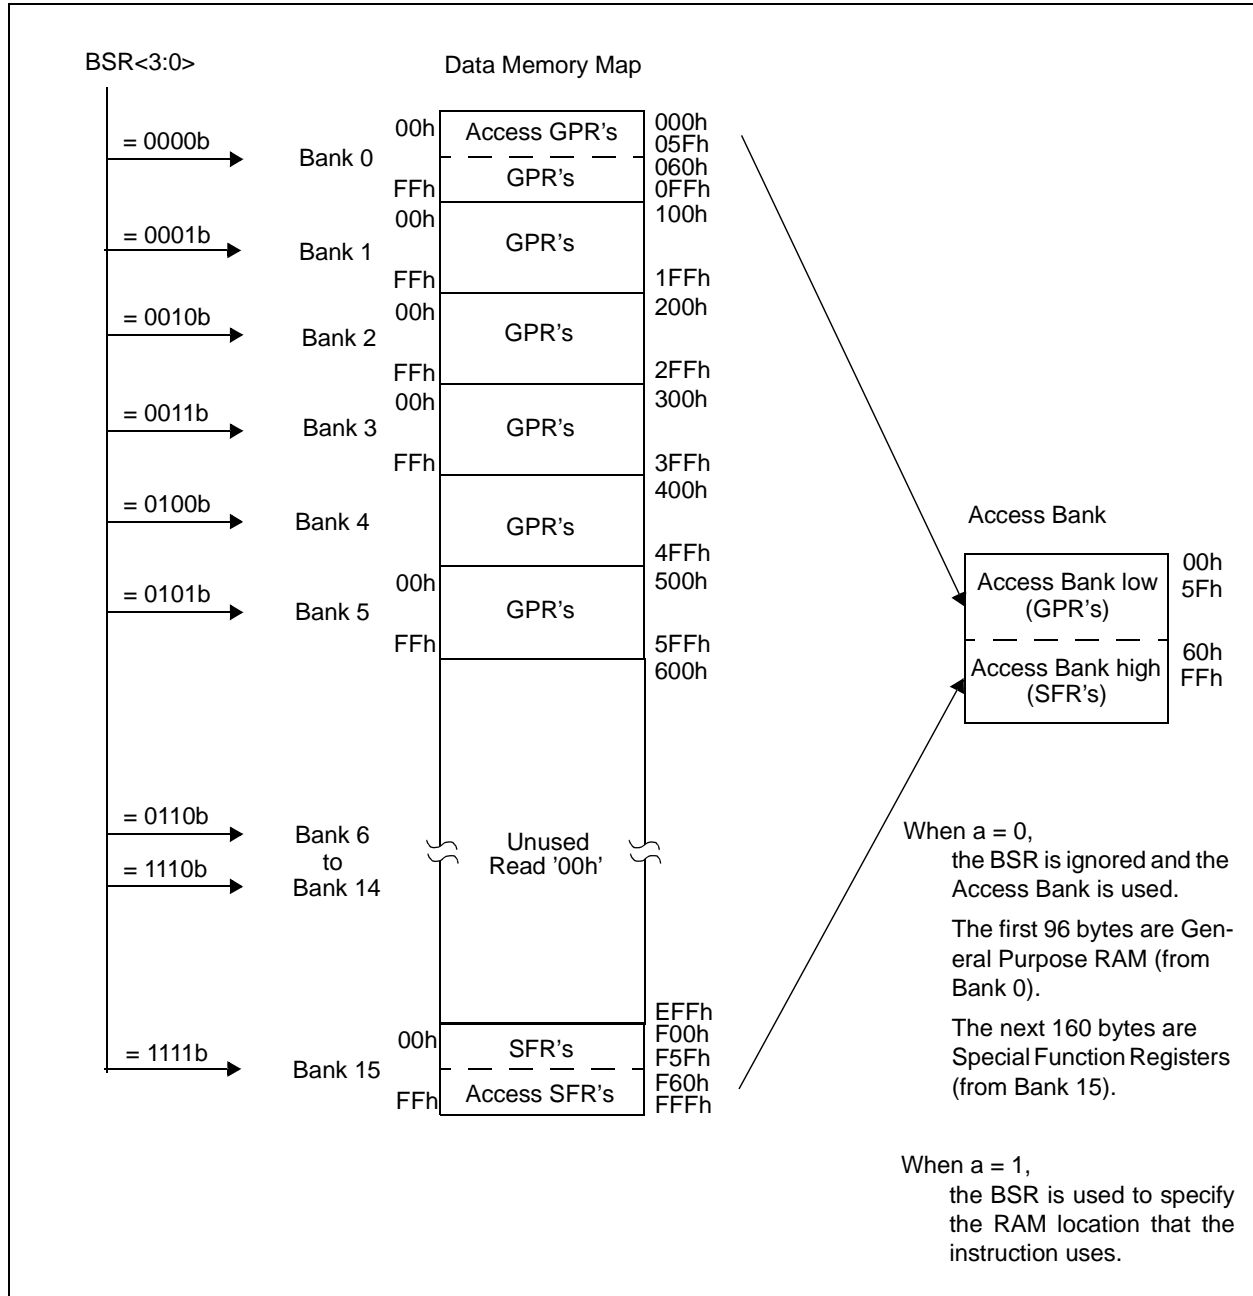 BSR<3:0>
Data Memory Map
= 0000b
Bank 0
00h
Access GPR's
000h
05Fh
060h
FFh
GPR's
0FFh
= 0001b
Bank 1
00h
GPR's
100h
FFh
1FFh
= 0010b
Bank 2
00h
GPR's
200h
FFh
2FFh
= 0011b
Bank 3
00h
GPR's
300h
FFh
3FFh
= 0100b
Bank 4
GPR's
400h
4FFh
= 0101b
Bank 5
00h
GPR's
500h
FFh
5FFh
600h
= 0110b
= 1110b
Bank 6
to
Bank 14
Unused
Read '00h'
EFFh
= 1111b
Bank 15
00h
SFR's
F00h
F5Fh
F60h
FFh
Access SFR's
FFFh
Access Bank
Access Bank low
(GPR's)
00h
5Fh
Access Bank high
(SFR's)
60h
FFh
When a = 0,
the BSR is ignored and the
Access Bank is used.
The first 96 bytes are Gen-
eral Purpose RAM (from
Bank 0).
The next 160 bytes are
Special Function Registers
(from Bank 15).
When a = 1,
the BSR is used to specify
the RAM location that the
instruction uses.